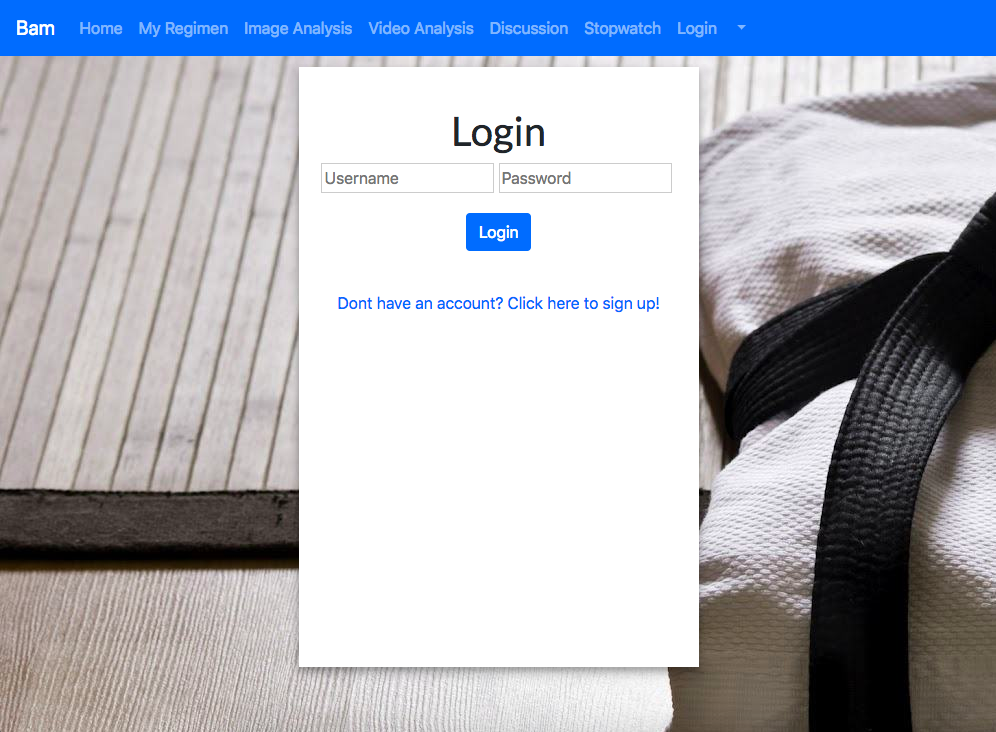 Bam Home My Regimen Image Analysis Video Analysis Discussion Stopwatch Login
Login
Username Password
Login
Dont have an account? Click here to sign up!